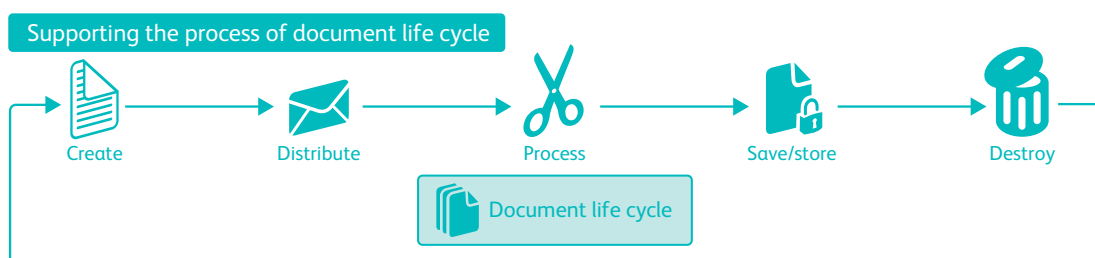 Supporting the process of document life cycle
Create
Distribute
Process
Save/store
Destroy
Document life cycle